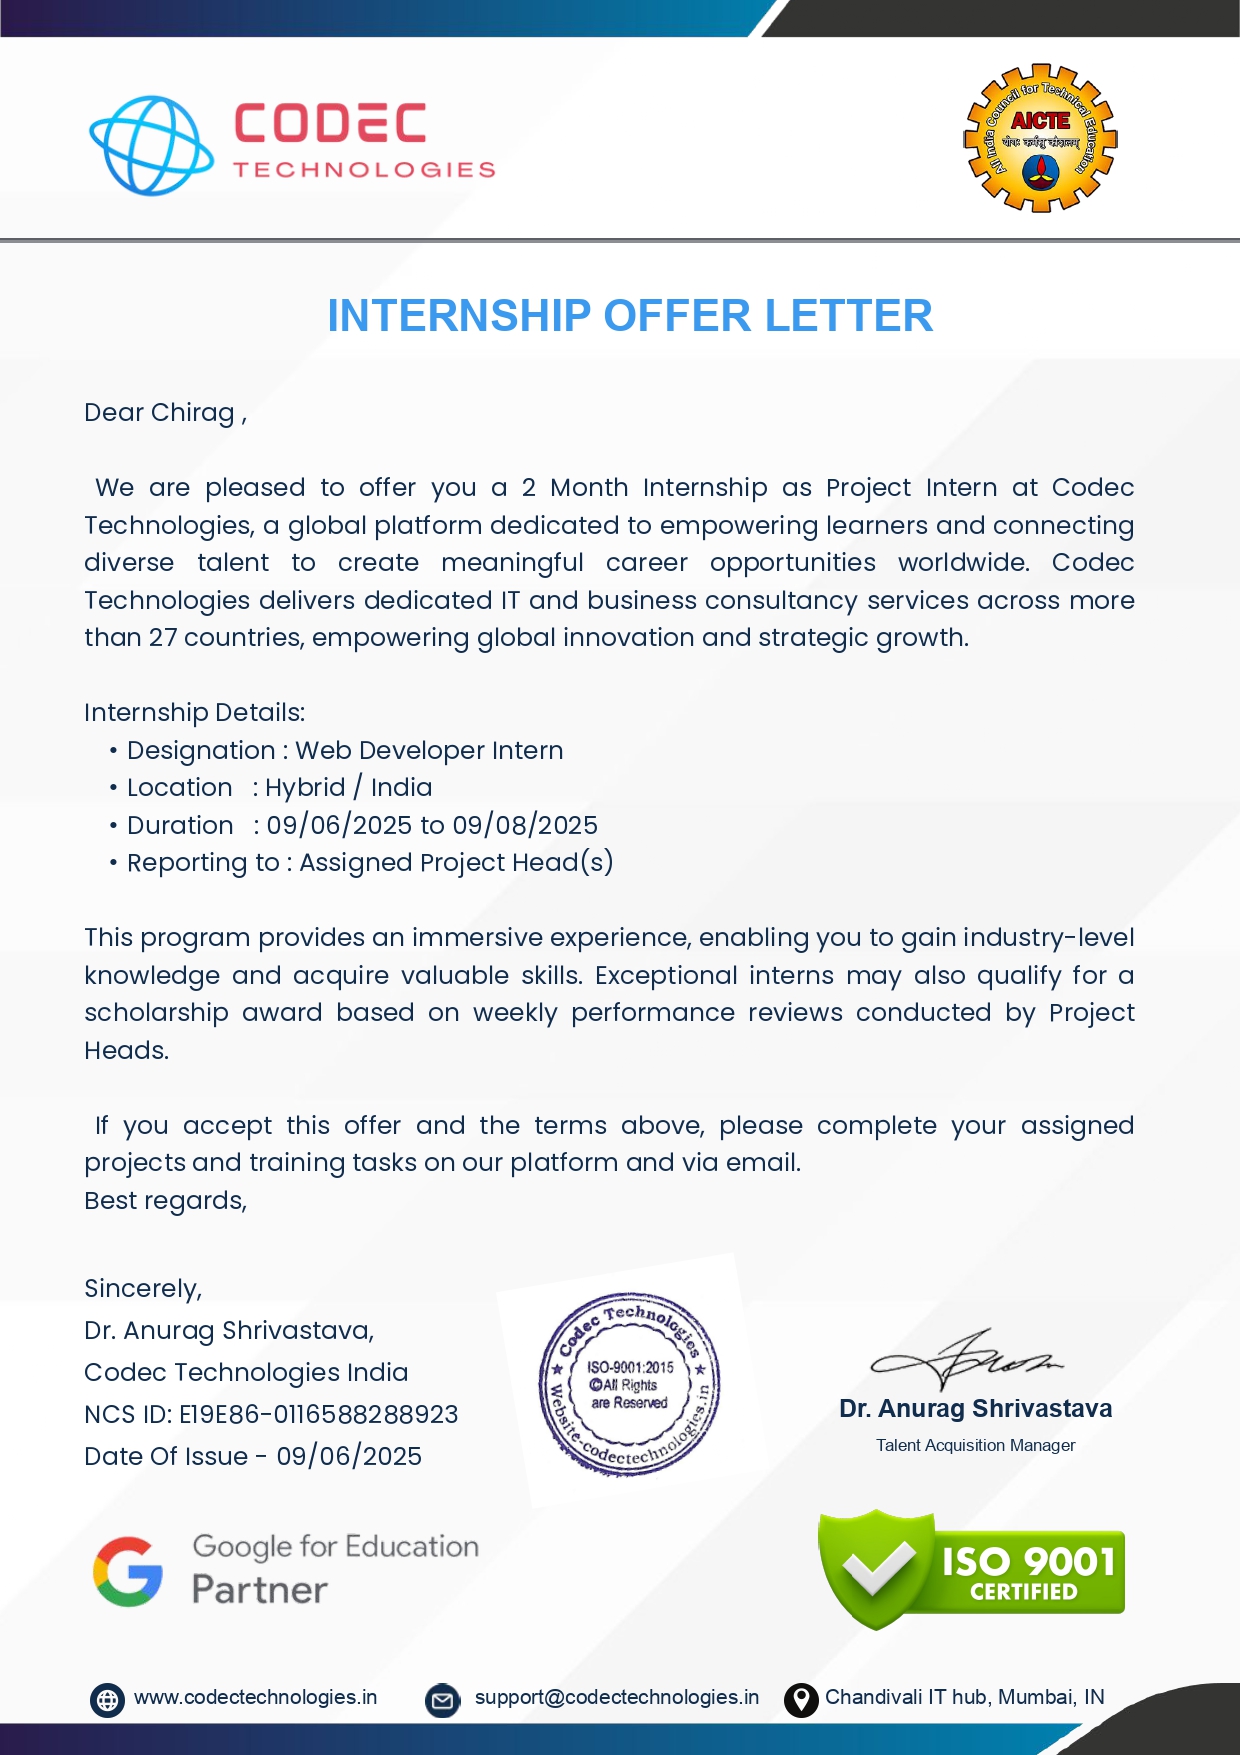 CODEC
TECHNOLOGIES
All India Council for Technical Education
AICTE
योगः कर्मसु कौशलम्
INTERNSHIP OFFER LETTER
Dear Chirag ,
We are pleased to offer you a 2 Month Internship as Project Intern at Codec
Technologies, a global platform dedicated to empowering learners and connecting
diverse talent to create meaningful career opportunities worldwide. Codec
Technologies delivers dedicated IT and business consultancy services across more
than 27 countries, empowering global innovation and strategic growth.
Internship Details:
• Designation : Web Developer Intern
• Location : Hybrid / India
• Duration : 09/06/2025 to 09/08/2025
• Reporting to : Assigned Project Head(s)
This program provides an immersive experience, enabling you to gain industry-level
knowledge and acquire valuable skills. Exceptional interns may also qualify for a
scholarship award based on weekly performance reviews conducted by Project
Heads.
If you accept this offer and the terms above, please complete your assigned
projects and training tasks on our platform and via email.
Best regards,
Sincerely,
Dr. Anurag Shrivastava,
Codec Technologies India
NCS ID: E19E86-0116588288923
Date Of Issue - 09/06/2025
Codec Technologies
ISO-9001:2015
©All Rights
are Reserved
Website-codectechnologies.in
Dr. Anurag Shrivastava
Talent Acquisition Manager
Google for Education
Partner
ISO 9001
CERTIFIED
www.codectechnologies.in
support@codectechnologies.in
Chandivali IT hub, Mumbai, IN